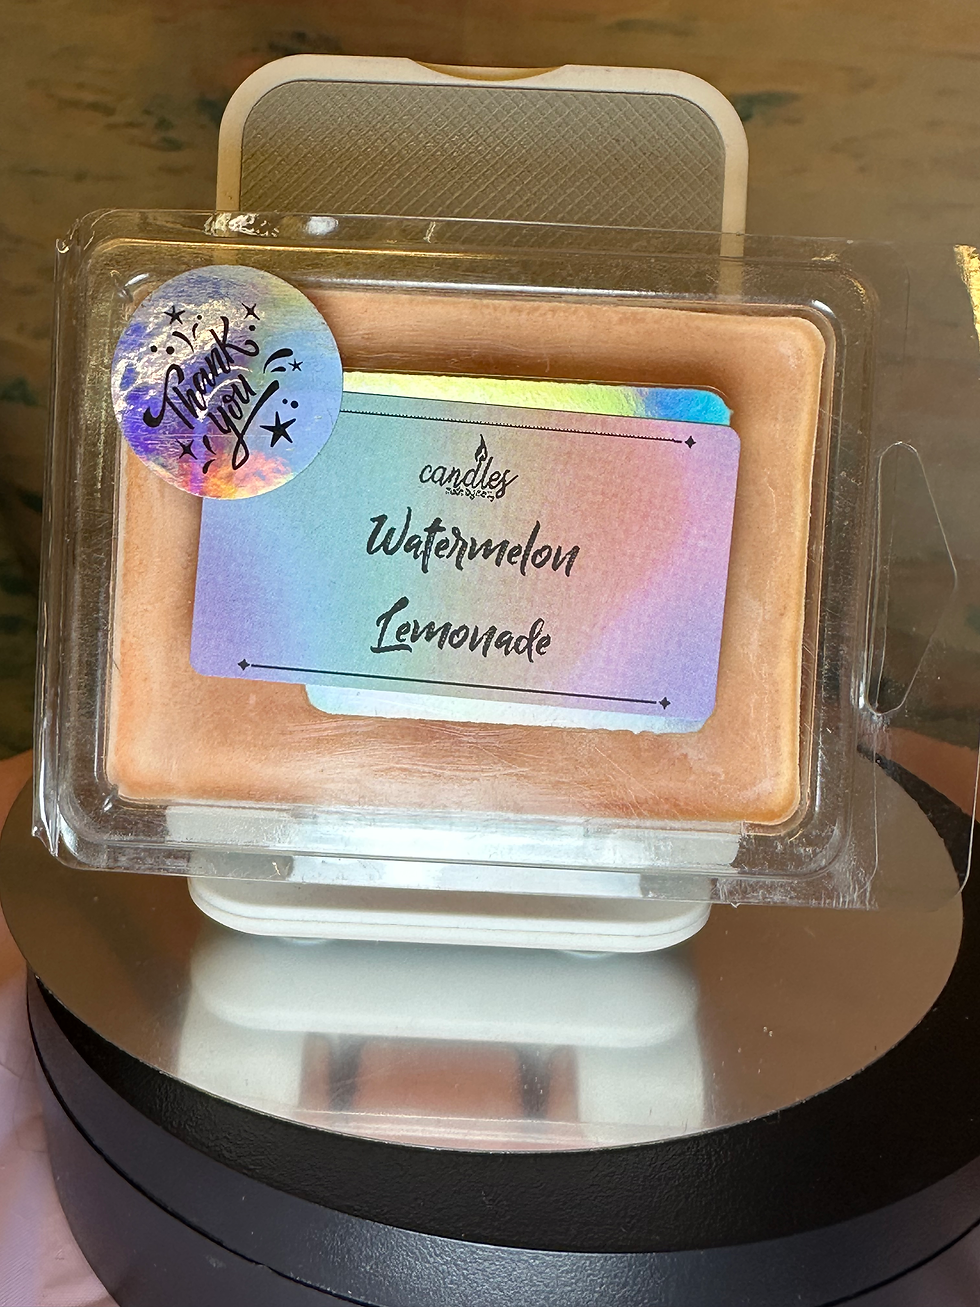 Thank
you
candles
Watermelon
Lemonade